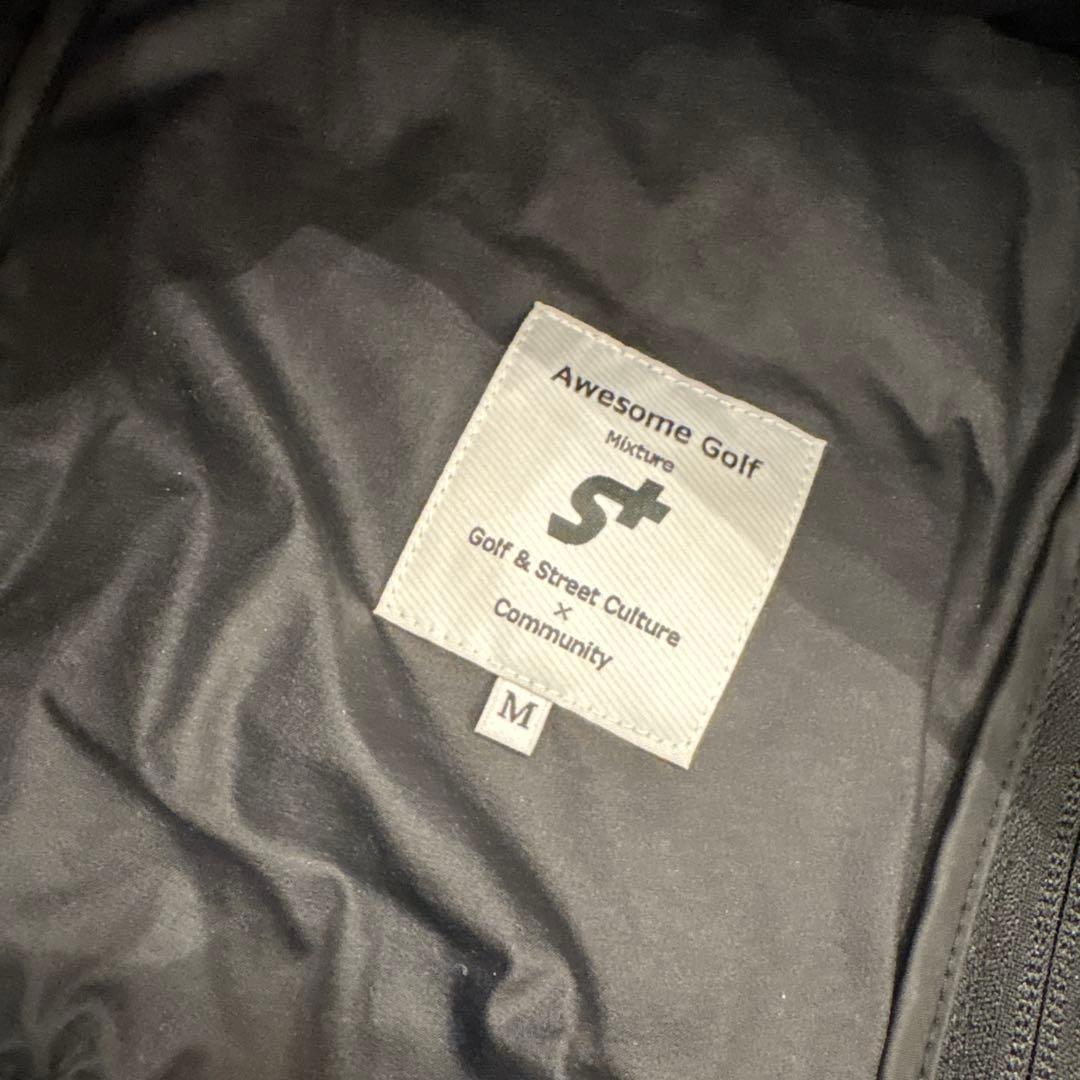 Awesome Golf
Mixture
S+
Golf & Street Culture
×
Community
M